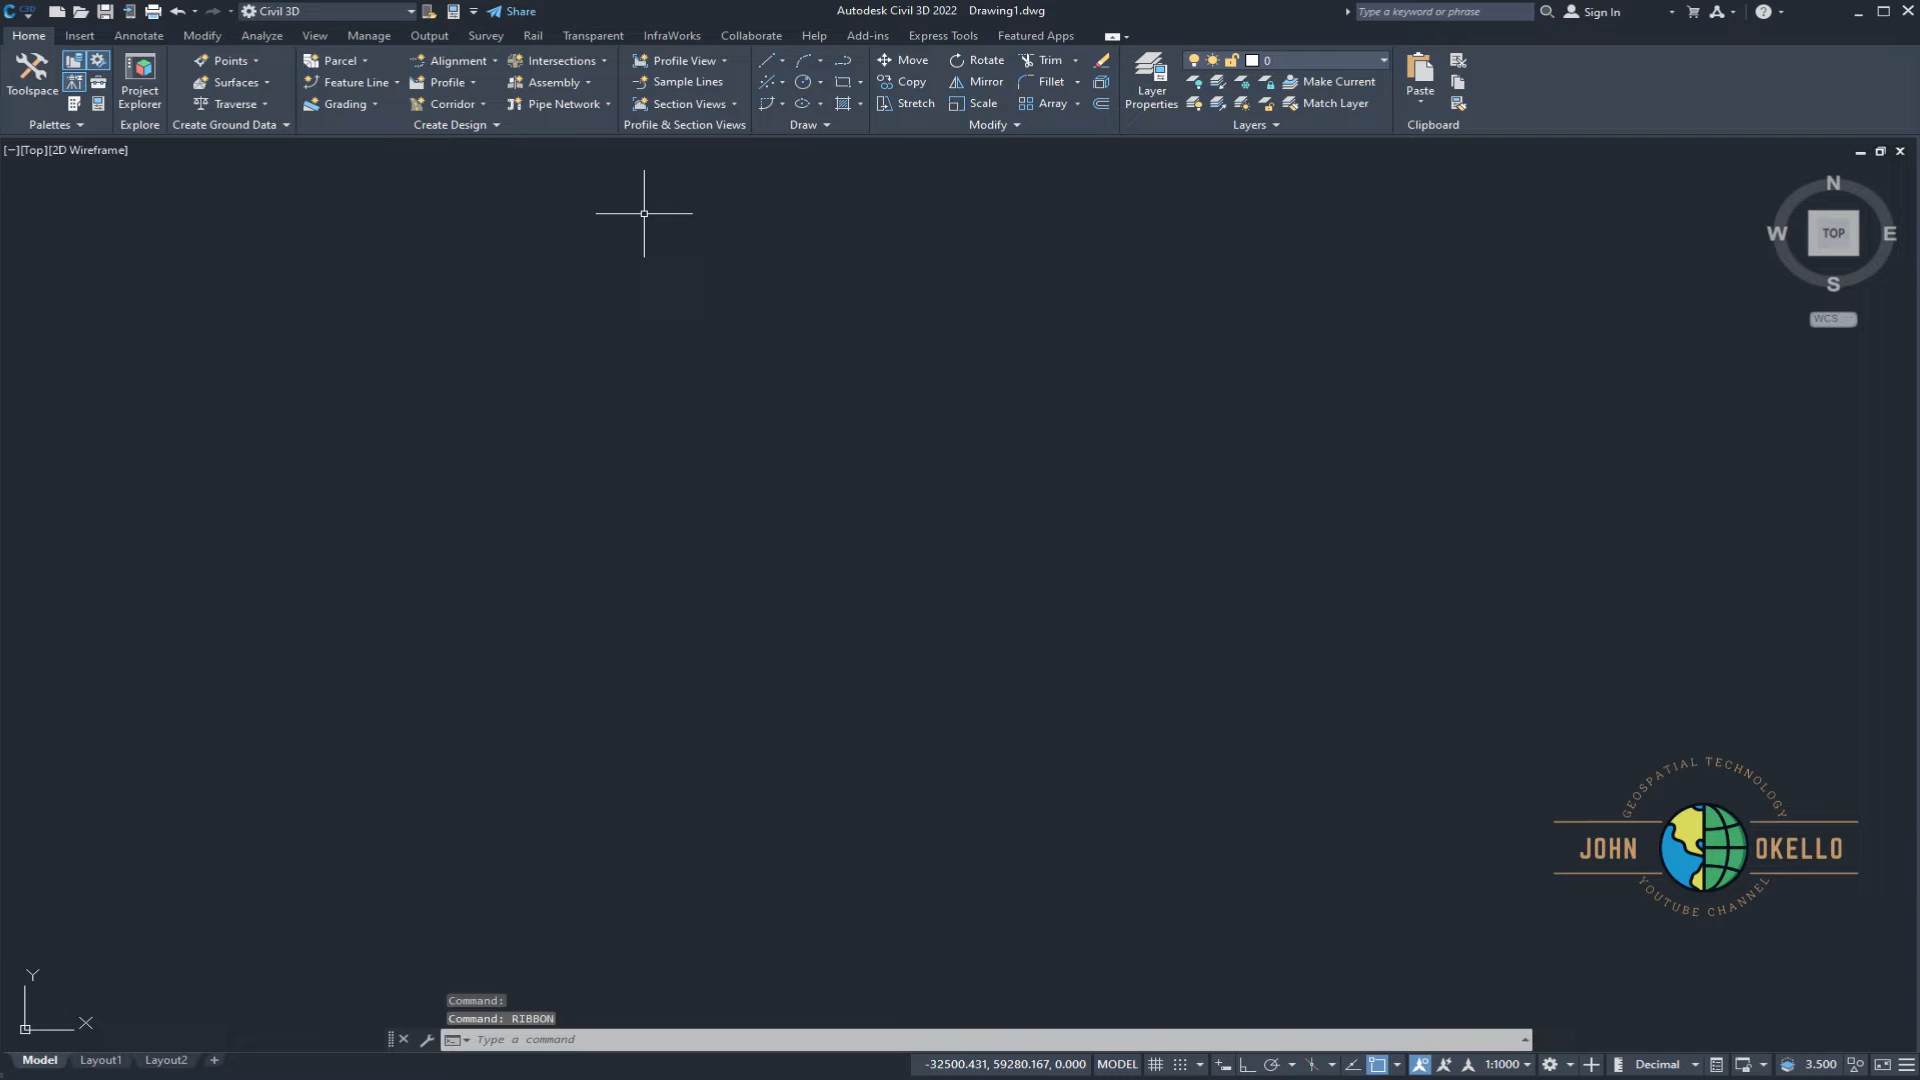 C3D Civil 3D Share Autodesk Civil 3D 2022 Drawing1.dwg Type a keyword or phrase Sign In
Home Insert Annotate Modify Analyze View Manage Output Survey Rail Transparent InfraWorks Collaborate Help Add-ins Express Tools Featured Apps
Points Parcel Alignment Intersections Profile View Move Rotate Trim 0
Toolspace Project Explorer Surfaces Feature Line Profile Assembly Sample Lines Copy Mirror Fillet Layer Properties Make Current Paste
Traverse Grading Corridor Pipe Network Section Views Stretch Scale Array Match Layer
Palettes Explore Create Ground Data Create Design Profile & Section Views Draw Modify Layers Clipboard
[−][Top][2D Wireframe]
N
W TOP E
S
WCS
GEOSPATIAL TECHNOLOGY
JOHN OKELLO
YOUTUBE CHANNEL
Y
X
Command:
Command: RIBBON
Type a command
Model Layout1 Layout2 + -32500.431, 59280.167, 0.000 MODEL 1:1000 Decimal 3.500